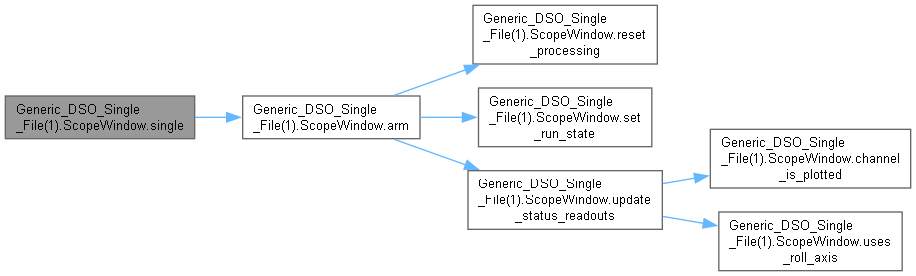 Generic_DSO_Single
_File(1).ScopeWindow.single
Generic_DSO_Single
_File(1).ScopeWindow.arm
Generic_DSO_Single
_File(1).ScopeWindow.reset
_processing
Generic_DSO_Single
_File(1).ScopeWindow.set
_run_state
Generic_DSO_Single
_File(1).ScopeWindow.update
_status_readouts
Generic_DSO_Single
_File(1).ScopeWindow.channel
_is_plotted
Generic_DSO_Single
_File(1).ScopeWindow.uses
_roll_axis